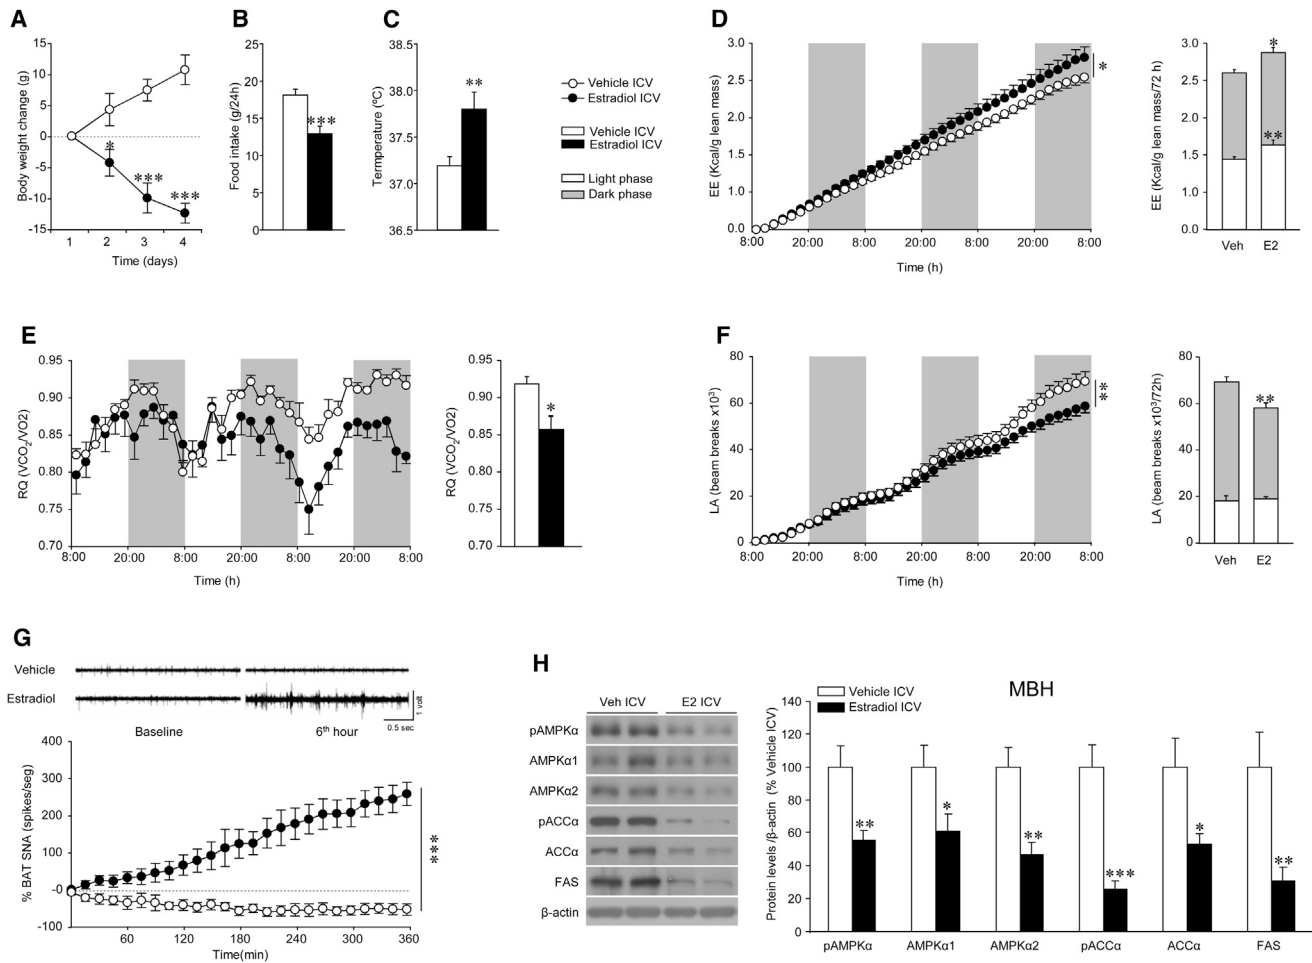 A
Body weight change (g)
15
10
5
0
-5
-10
-15
*
***
***
1 2 3 4
Time (days)
B
Food intake (g/24h)
25
20
15
10
5
0
***
C
Termperature (ºC)
38.5
38.0
37.5
37.0
36.5
**
Vehicle ICV
Estradiol ICV
Vehicle ICV
Estradiol ICV
Light phase
Dark phase
D
EE (Kcal/g lean mass)
3.0
2.5
2.0
1.5
1.0
0.0
*
8:00 20:00 8:00 20:00 8:00 20:00 8:00
Time (h)
EE (Kcal/g lean mass/72 h)
3.0
2.5
2.0
1.5
1.0
0.0
*
**
Veh E2
E
RQ (VCO2/VO2)
0.95
0.90
0.85
0.80
0.75
0.70
8:00 20:00 8:00 20:00 8:00 20:00 8:00
Time (h)
RQ (VCO2/VO2)
0.95
0.90
0.85
0.80
0.75
0.70
*
F
LA (beam breaks x10³)
80
60
40
20
0
**
8:00 20:00 8:00 20:00 8:00 20:00 8:00
Time (h)
LA (beam breaks x10³/72h)
80
60
40
20
0
**
Veh E2
G
Vehicle
Estradiol
1 volt
0.5 sec
Baseline 6th hour
% BAT SNA (spikes/seg)
400
300
200
100
-0
-100
***
60 120 180 240 300 360
Time(min)
H
Veh ICV E2 ICV
pAMPKα
AMPKα1
AMPKα2
pACCα
ACCα
FAS
β-actin
MBH
Vehicle ICV
Estradiol ICV
Protein levels /β-actin (% Vehicle ICV)
140
120
100
80
60
40
20
0
** * ** *** * **
pAMPKα AMPKα1 AMPKα2 pACCα ACCα FAS